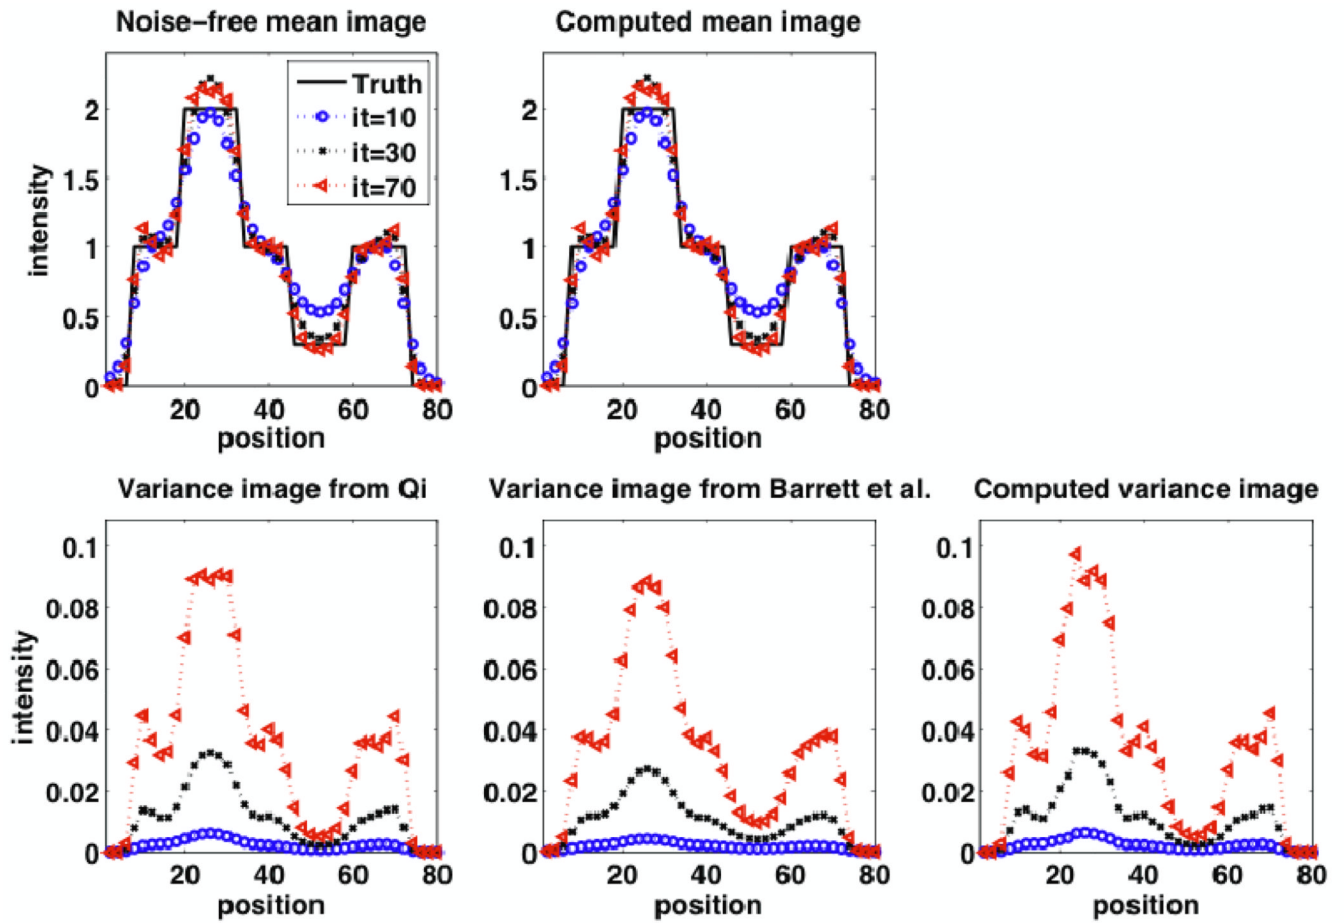 Noise-free mean image
Computed mean image
Truth
it=10
it=30
it=70
intensity
2
1.5
1
0.5
0
20 40 60 80
position
2
1.5
1
0.5
0
20 40 60 80
position
Variance image from Qi
Variance image from Barrett et al.
Computed variance image
intensity
0.1
0.08
0.06
0.04
0.02
0
20 40 60 80
position
0.1
0.08
0.06
0.04
0.02
0
20 40 60 80
position
0.1
0.08
0.06
0.04
0.02
0
20 40 60 80
position